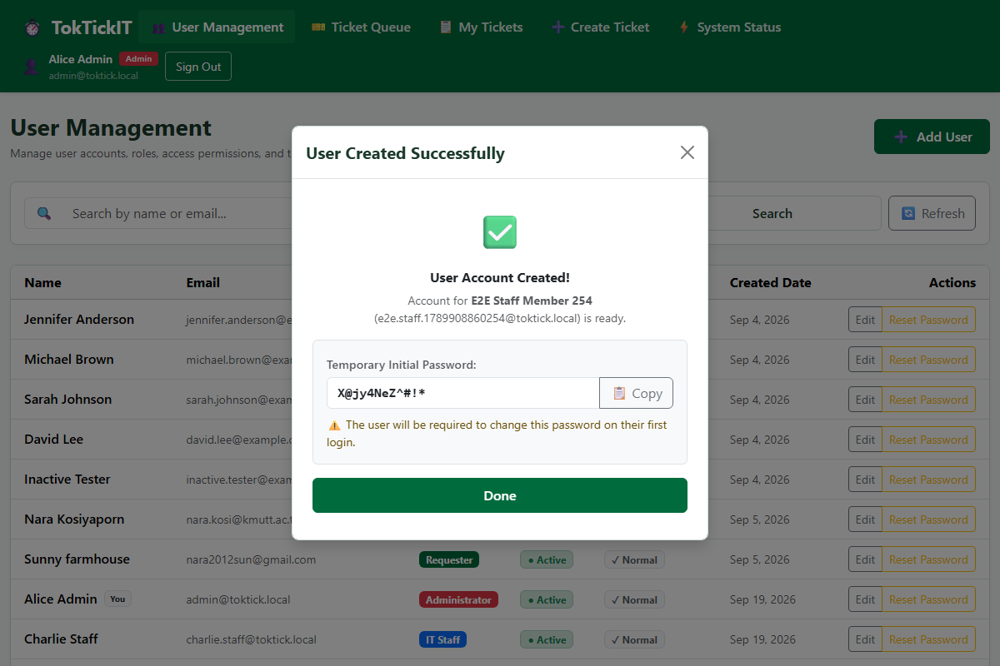 TokTickIT
User Management
Ticket Queue
My Tickets
Create Ticket
System Status
Alice Admin Admin
admin@toktick.local
Sign Out
User Management
Manage user accounts, roles, access permissions, and
Add User
Search by name or email...
Search
Refresh
Name Email Created Date Actions
Jennifer Anderson jennifer.anderson@e Sep 4, 2026 Edit Reset Password
Michael Brown michael.brown@exa Sep 4, 2026 Edit Reset Password
Sarah Johnson sarah.johnson@exam Sep 4, 2026 Edit Reset Password
David Lee david.lee@example. Sep 4, 2026 Edit Reset Password
Inactive Tester inactive.tester@exam Sep 4, 2026 Edit Reset Password
Nara Kosiyaporn nara.kosi@kmutt.ac. Sep 5, 2026 Edit Reset Password
Sunny farmhouse nara2012sun@gmail.com Requester ● Active ✓ Normal Sep 5, 2026 Edit Reset Password
Alice Admin You admin@toktick.local Administrator ● Active ✓ Normal Sep 19, 2026 Edit Reset Password
Charlie Staff charlie.staff@toktick.local IT Staff ● Active ✓ Normal Sep 19, 2026 Edit Reset Password
User Created Successfully
User Account Created!
Account for E2E Staff Member 254
(e2e.staff.1789908860254@toktick.local) is ready.
Temporary Initial Password:
X@jy4NeZ^#!*
Copy
⚠ The user will be required to change this password on their first
login.
Done